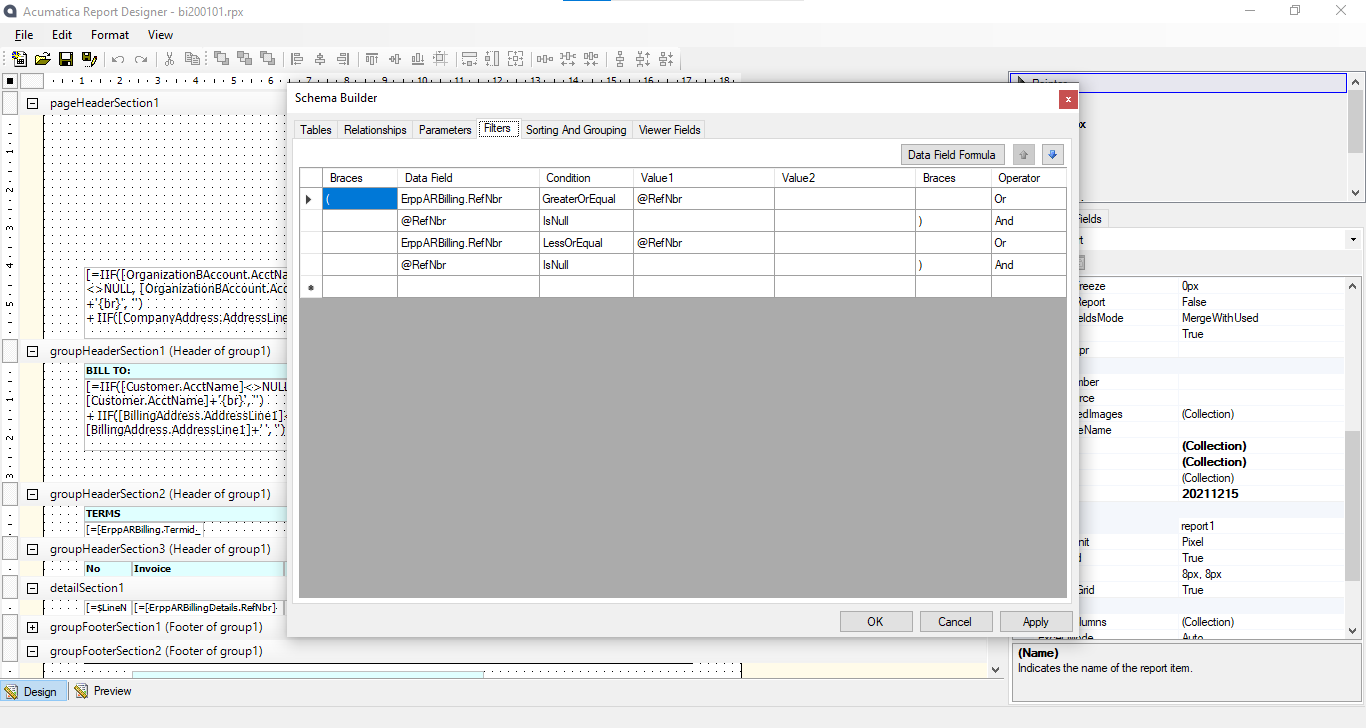 Acumatica Report Designer - bi200101.rpx
File Edit Format View
1 2 3 4 5 6 7 8 9 10 11 12 13 14 15 16 17 18
pageHeaderSection1
[=IIF([OrganizationBAccount.AcctNa
<>NULL, [OrganizationBAccount.Acc
+'{br}', '')
+ IIF([CompanyAddress.AddressLine
groupHeaderSection1 (Header of group1)
BILL TO:
[=IIF([Customer.AcctName]<>NULL
[Customer.AcctName]+'{br}','')
+ IIF([BillingAddress.AddressLine1]<
[BillingAddress.AddressLine1]+' ', '')
groupHeaderSection2 (Header of group1)
TERMS
[=[ErppARBilling.Termid_
groupHeaderSection3 (Header of group1)
No Invoice
detailSection1
[=$LineN [=[ErppARBillingDetails.RefNbr]
groupFooterSection1 (Footer of group1)
groupFooterSection2 (Footer of group1)
Design Preview
Schema Builder
x
Tables Relationships Parameters Filters Sorting And Grouping Viewer Fields
Data Field Formula
Braces Data Field Condition Value1 Value2 Braces Operator
( ErppARBilling.RefNbr GreaterOrEqual @RefNbr Or
@RefNbr IsNull ) And
ErppARBilling.RefNbr LessOrEqual @RefNbr Or
@RefNbr IsNull ) And
*
OK Cancel Apply
x
ields
t
reeze 0px
Report False
eldsMode MergeWithUsed
True
pr
mber
rce
edImages (Collection)
eName
(Collection)
(Collection)
(Collection)
20211215
report1
nit Pixel
d True
8px, 8px
Grid True
lumns (Collection)
Auto
(Name)
Indicates the name of the report item.